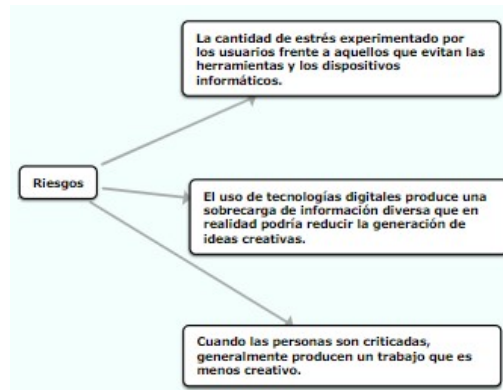 La cantidad de estrés experimentado por
los usuarios frente a aquellos que evitan las
herramientas y los dispositivos
informáticos.
Riesgos
El uso de tecnologías digitales produce una
sobrecarga de información diversa que en
realidad podría reducir la generación de
ideas creativas.
Cuando las personas son criticadas,
generalmente producen un trabajo que es
menos creativo.